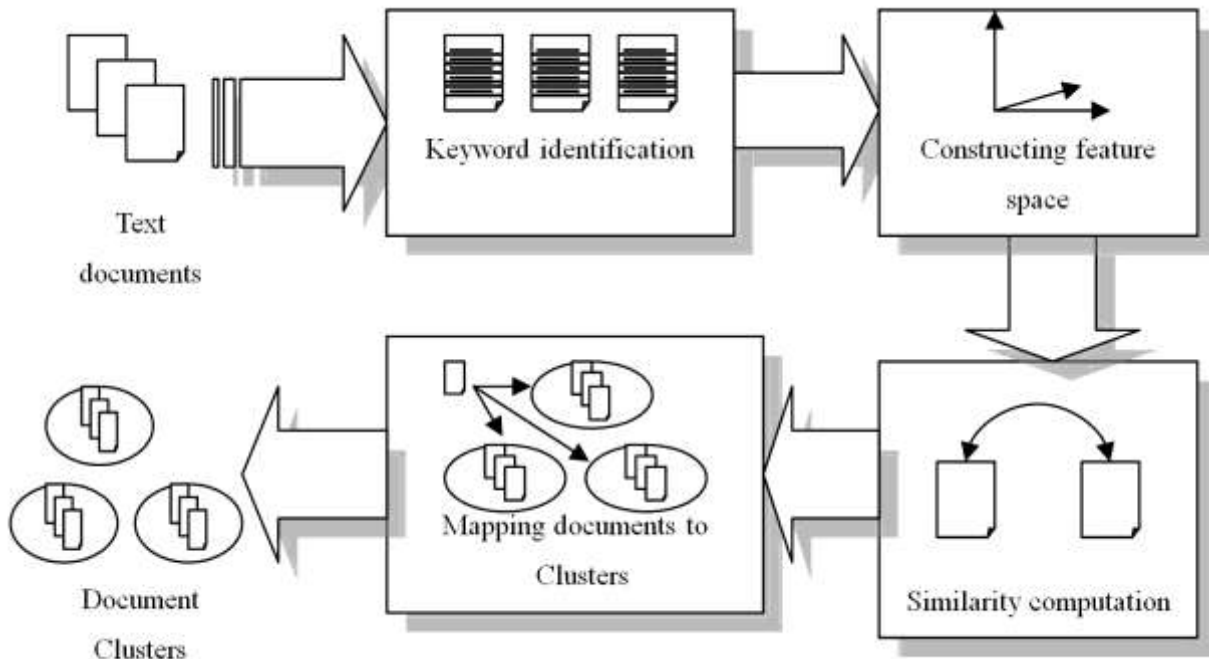 Text
documents
Keyword identification
Constructing feature
space
Similarity computation
Mapping documents to
Clusters
Document
Clusters